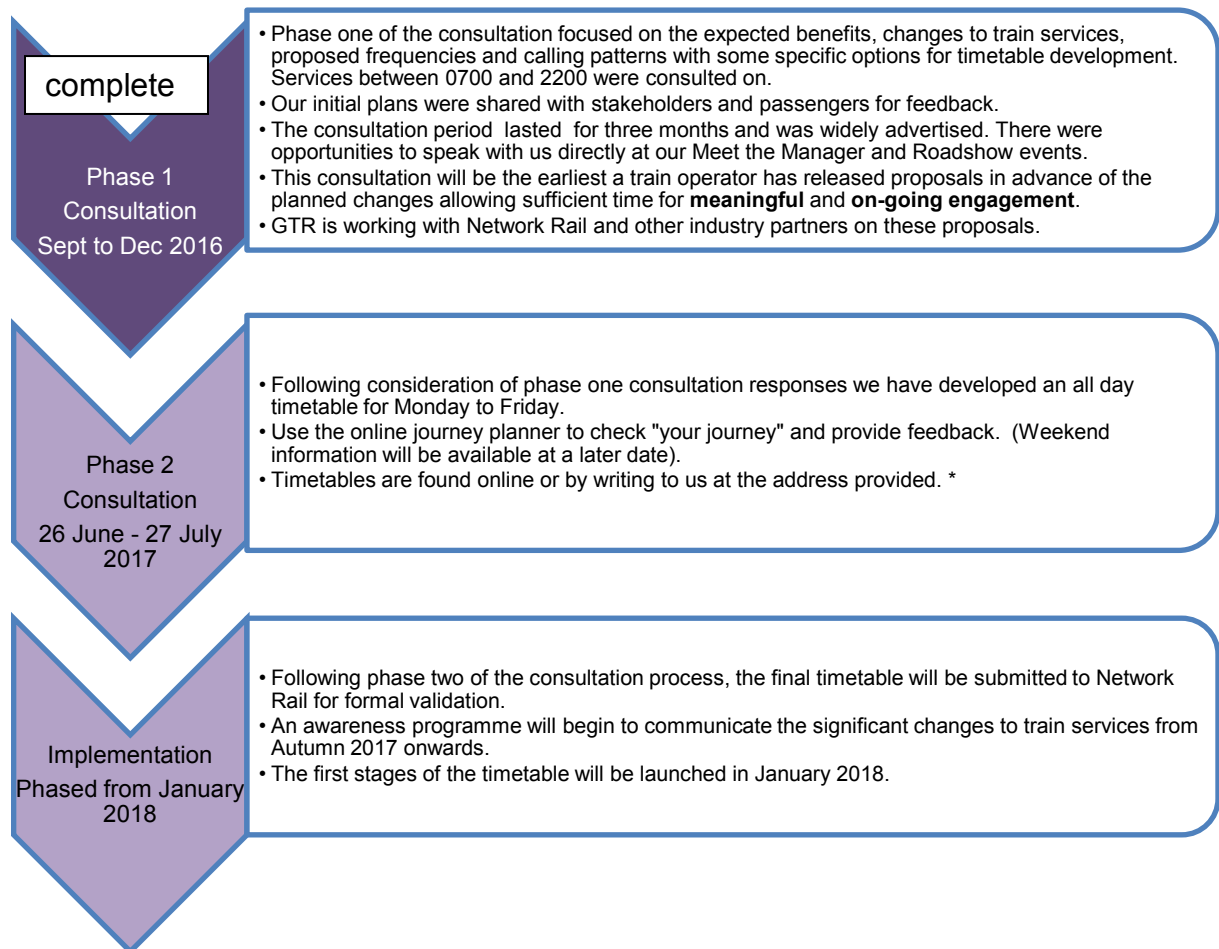 complete
Phase 1
Consultation
Sept to Dec 2016
• Phase one of the consultation focused on the expected benefits, changes to train services,
proposed frequencies and calling patterns with some specific options for timetable development.
Services between 0700 and 2200 were consulted on.
• Our initial plans were shared with stakeholders and passengers for feedback.
• The consultation period lasted for three months and was widely advertised. There were
opportunities to speak with us directly at our Meet the Manager and Roadshow events.
• This consultation will be the earliest a train operator has released proposals in advance of the
planned changes allowing sufficient time for meaningful and on-going engagement.
• GTR is working with Network Rail and other industry partners on these proposals.
Phase 2
Consultation
26 June - 27 July
2017
• Following consideration of phase one consultation responses we have developed an all day
timetable for Monday to Friday.
• Use the online journey planner to check "your journey" and provide feedback. (Weekend
information will be available at a later date).
• Timetables are found online or by writing to us at the address provided. *
Implementation
Phased from January
2018
• Following phase two of the consultation process, the final timetable will be submitted to Network
Rail for formal validation.
• An awareness programme will begin to communicate the significant changes to train services from
Autumn 2017 onwards.
• The first stages of the timetable will be launched in January 2018.